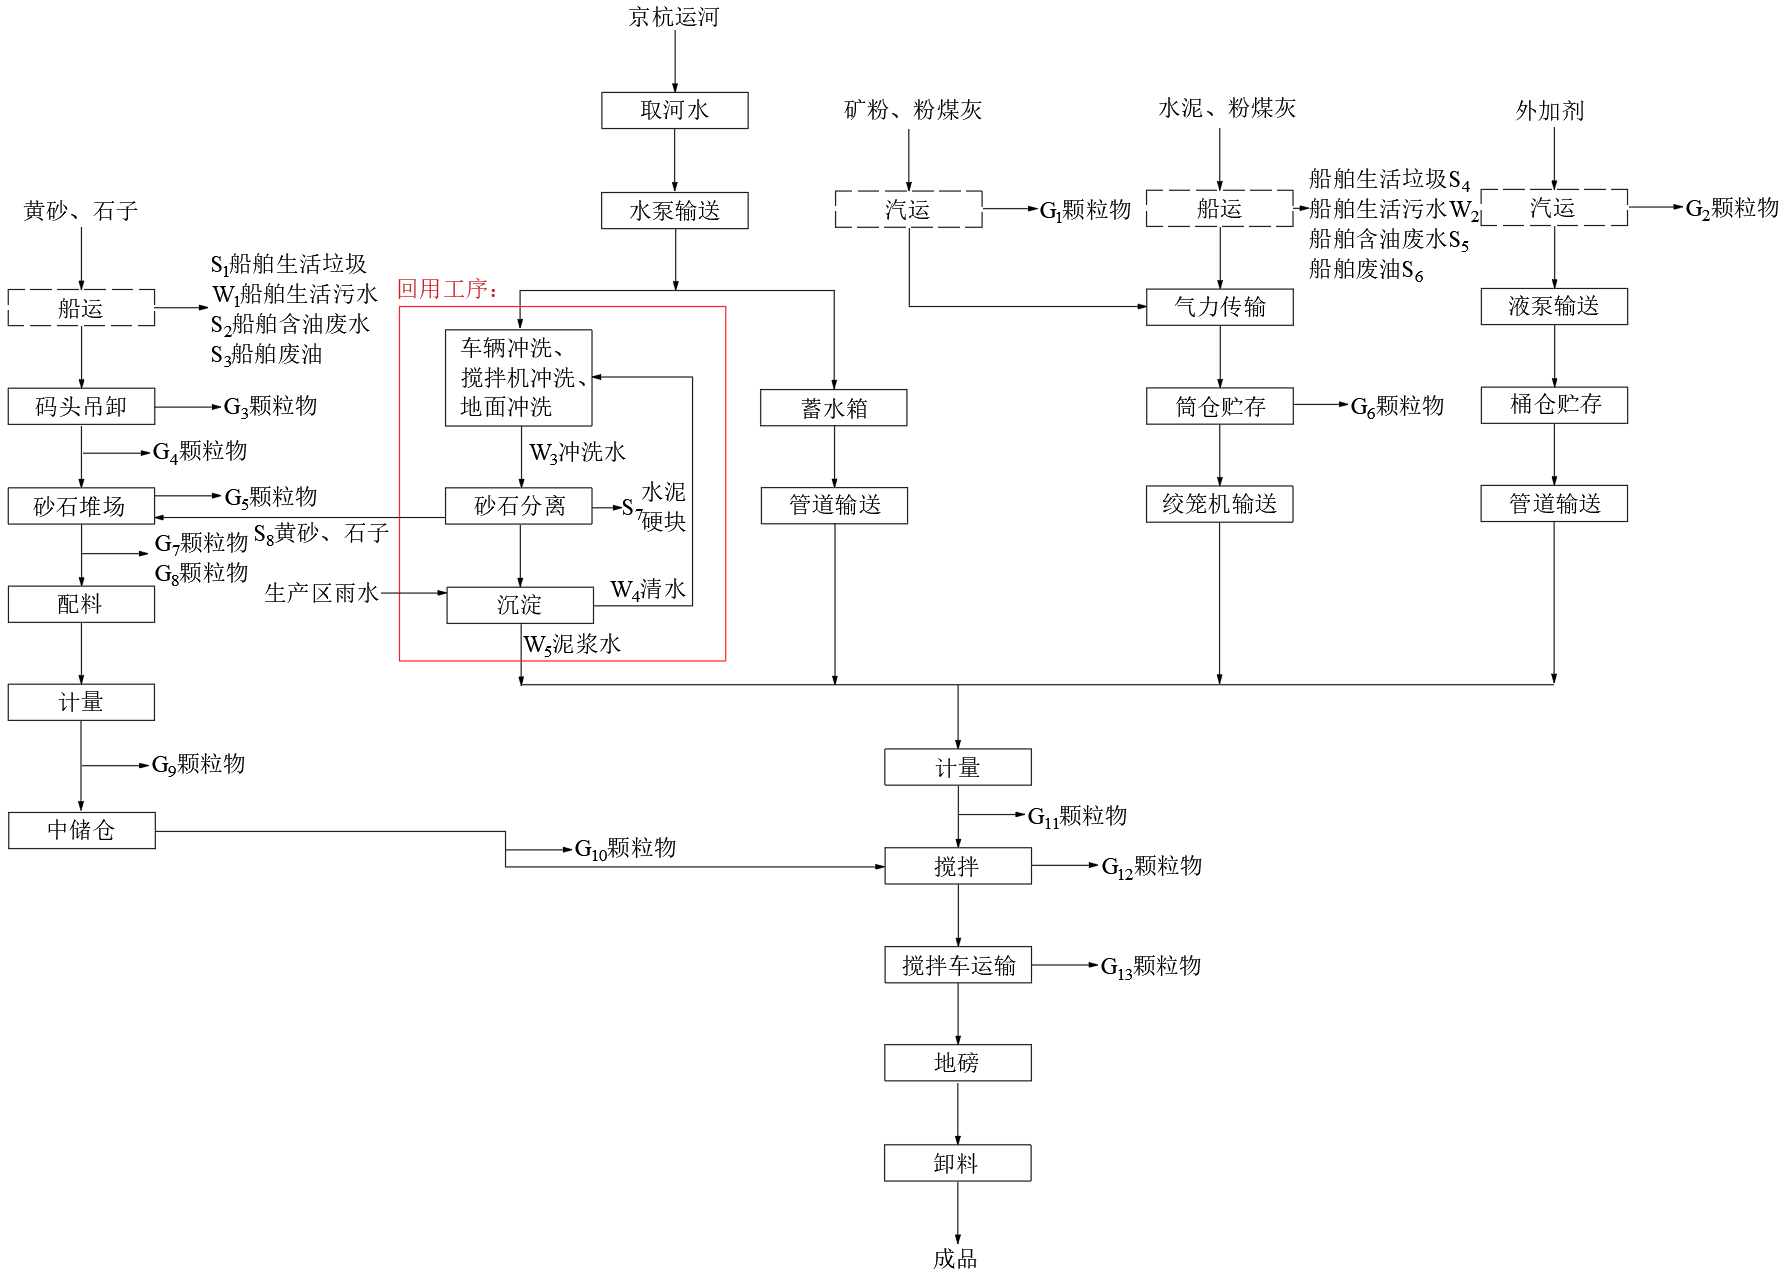 京杭运河
取河水
矿粉、粉煤灰
水泥、粉煤灰
外加剂
水泵输送
汽运
G1颗粒物
船运
船舶生活垃圾S4
船舶生活污水W2
船舶含油废水S5
船舶废油S6
汽运
G2颗粒物
黄砂、石子
船运
S1船舶生活垃圾
W1船舶生活污水
S2船舶含油废水
S3船舶废油
回用工序：
车辆冲洗、
搅拌机冲洗、
地面冲洗
气力传输
液泵输送
码头吊卸
G3颗粒物
蓄水箱
筒仓贮存
G6颗粒物
桶仓贮存
G4颗粒物
W3冲洗水
砂石堆场
G5颗粒物
砂石分离
S7
水泥
硬块
管道输送
绞笼机输送
管道输送
S8黄砂、石子
G7颗粒物
G8颗粒物
配料
生产区雨水
沉淀
W4清水
W5泥浆水
计量
G9颗粒物
计量
中储仓
G10颗粒物
G11颗粒物
搅拌
G12颗粒物
搅拌车运输
G13颗粒物
地磅
卸料
成品